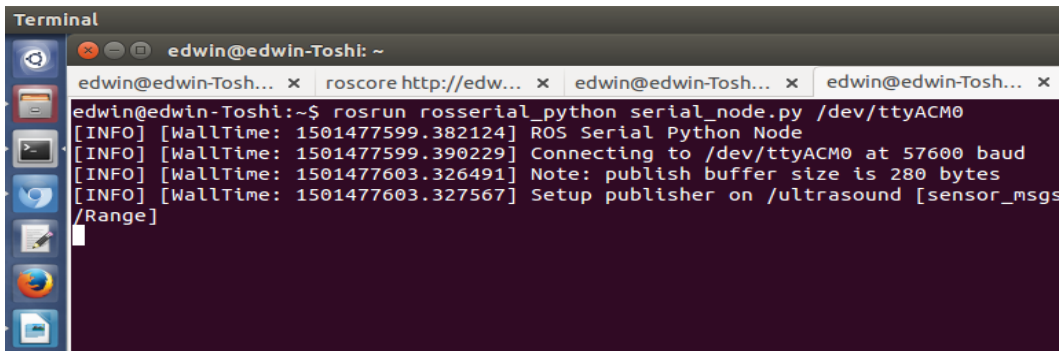 Terminal
edwin@edwin-Toshi: ~
edwin@edwin-Tosh... × roscore http://edw... × edwin@edwin-Tosh... × edwin@edwin-Tosh... ×
edwin@edwin-Toshi:~$ rosrun rosserial_python serial_node.py /dev/ttyACM0
[INFO] [WallTime: 1501477599.382124] ROS Serial Python Node
[INFO] [WallTime: 1501477599.390229] Connecting to /dev/ttyACM0 at 57600 baud
[INFO] [WallTime: 1501477603.326491] Note: publish buffer size is 280 bytes
[INFO] [WallTime: 1501477603.327567] Setup publisher on /ultrasound [sensor_msgs
/Range]